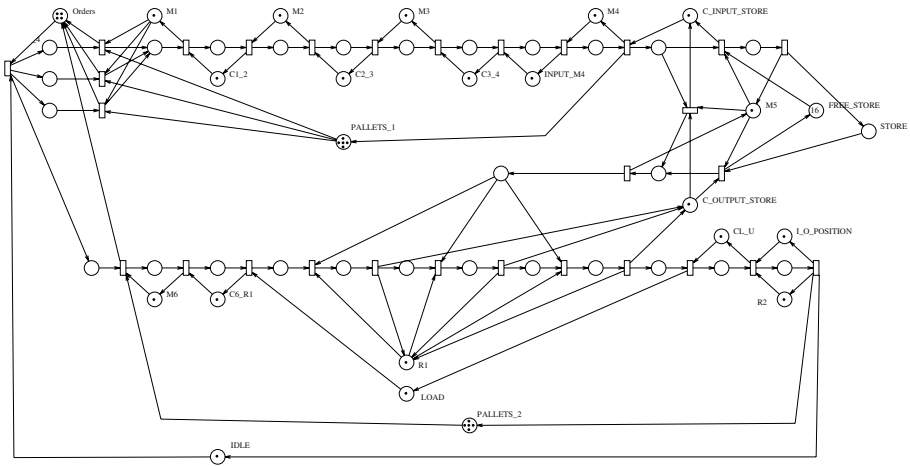 Orders
M1
M2
M3
M4
C_INPUT_STORE
4
C1_2
C2_3
C3_4
INPUT_M4
M5
16
FREE_STORE
PALLETS_1
STORE
C_OUTPUT_STORE
CL_U
I_O_POSITION
M6
C6_R1
R2
R1
LOAD
PALLETS_2
IDLE